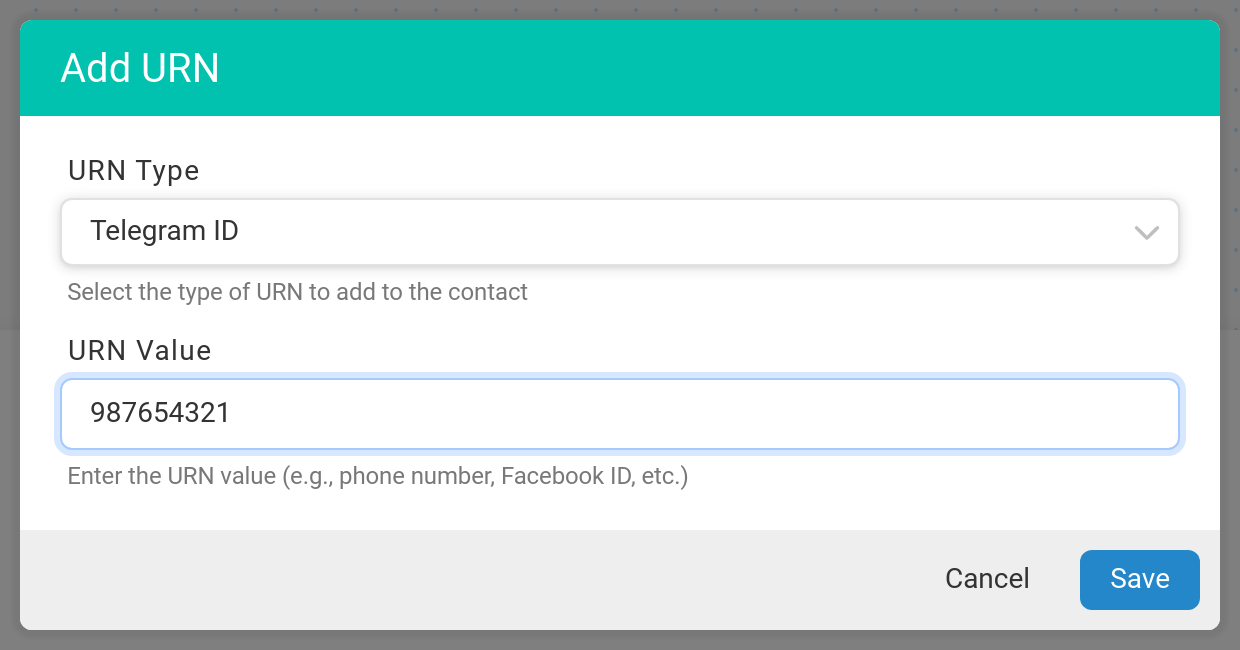 Add URN
URN Type
Telegram ID
Select the type of URN to add to the contact
URN Value
987654321
Enter the URN value (e.g., phone number, Facebook ID, etc.)
Cancel
Save